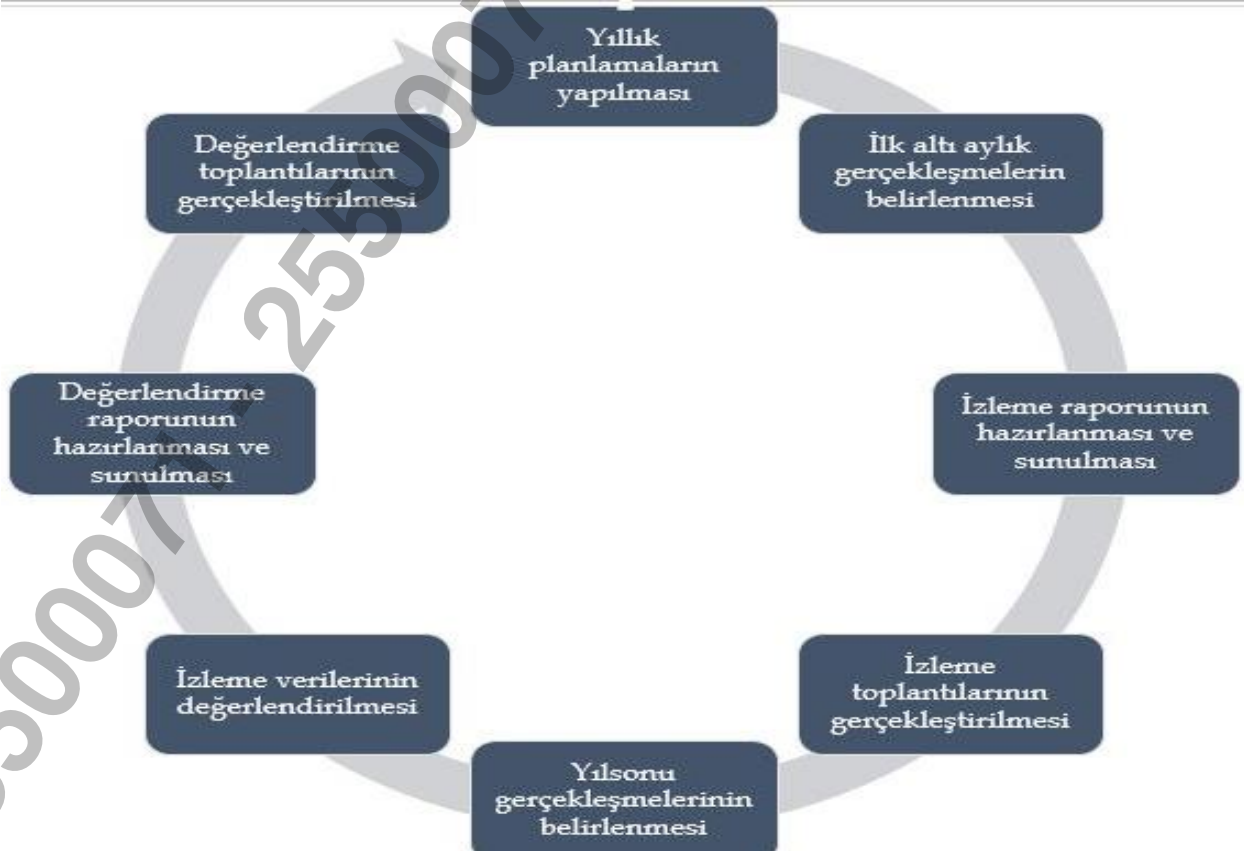 Yıllık
planlamaların
yapılması
İlk altı aylık
gerçekleşmelerin
belirlenmesi
İzleme raporunun
hazırlanması ve
sunulması
İzleme
toplantılarının
gerçekleştirilmesi
Yılsonu
gerçekleşmelerinin
belirlenmesi
İzleme verilerinin
değerlendirilmesi
Değerlendirme
raporunun
hazırlanması ve
sunulması
Değerlendirme
toplantılarının
gerçekleştirilmesi